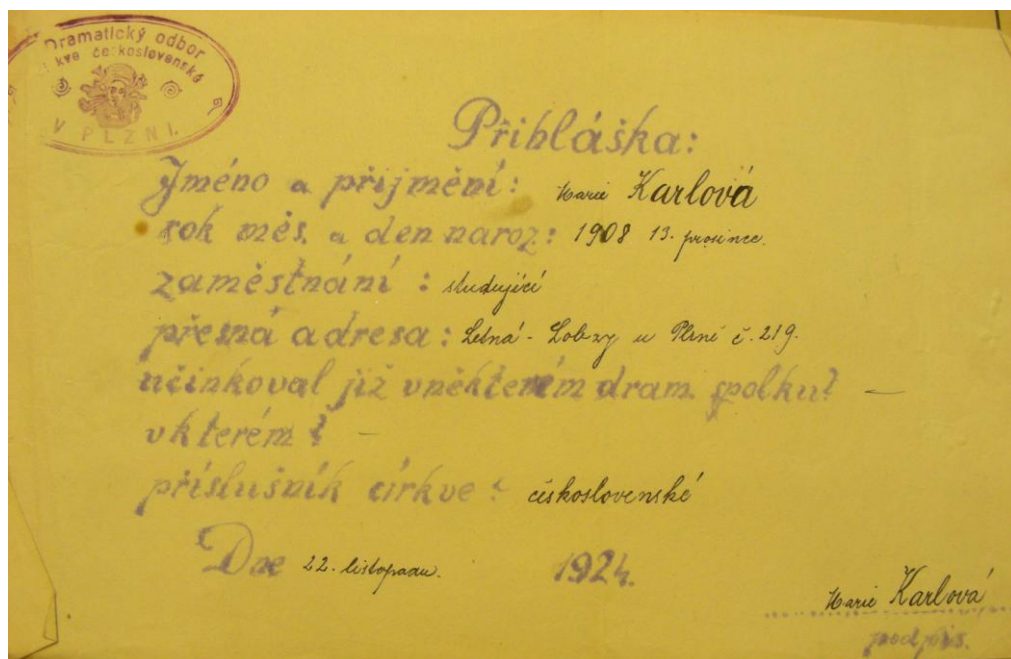 Dramatický odbor
kve československé
V PLZNI.
Přihláška:
Jméno a přijmění: Marie Karlová
rok měs. a den naroz: 1908 13. prosince.
zaměstnání: studující
přesná adresa: Letná - Lobzy u Plzně č. 219.
účinkoval již v některém dram. spolku? —
v kterém? —
příslušník církve: československé
Dne 22. listopadu. 1924.
Marie Karlová
podpis.